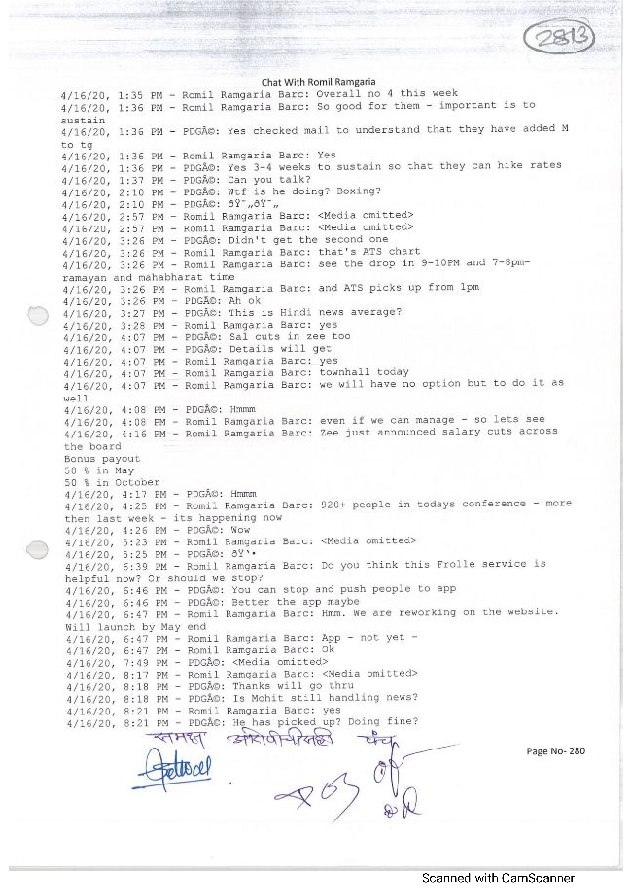 2813
Chat With Romil Ramgaria
4/16/20, 1:35 PM - Romil Ramgaria Barc: Overall no 4 this week
4/16/20, 1:36 PM - Romil Ramgaria Barc: So good for them - important is to
sustain
4/16/20, 1:36 PM - PDGÃ©: Yes checked mail to understand that they have added M
to tg
4/16/20, 1:36 PM - Romil Ramgaria Barc: Yes
4/16/20, 1:36 PM - PDGÃ©: Yes 3-4 weeks to sustain so that they can hike rates
4/16/20, 1:37 PM - PDGÃ©: Can you talk?
4/16/20, 2:10 PM - PDGÃ©: Wtf is he doing? Boxing?
4/16/20, 2:10 PM - PDGÃ©: ðŸ˜„ðŸ˜„
4/16/20, 2:57 PM - Romil Ramgaria Barc: <Media omitted>
4/16/20, 2:57 PM - Romil Ramgaria Barc: <Media omitted>
4/16/20, 3:26 PM - PDGÃ©: Didn't get the second one
4/16/20, 3:26 PM - Romil Ramgaria Barc: that's ATS chart
4/16/20, 3:26 PM - Romil Ramgaria Barc: see the drop in 9-10PM and 7-8pm-
ramayan and mahabharat time
4/16/20, 3:26 PM - Romil Ramgaria Barc: and ATS picks up from 1pm
4/16/20, 3:26 PM - PDGÃ©: Ah ok
4/16/20, 3:27 PM - PDGÃ©: This is Hindi news average?
4/16/20, 3:28 PM - Romil Ramgaria Barc: yes
4/16/20, 4:07 PM - PDGÃ©: Sal cuts in zee too
4/16/20, 4:07 PM - PDGÃ©: Details will get
4/16/20, 4:07 PM - Romil Ramgaria Barc: yes
4/16/20, 4:07 PM - Romil Ramgaria Barc: townhall today
4/16/20, 4:07 PM - Romil Ramgaria Barc: we will have no option but to do it as
well
4/16/20, 4:08 PM - PDGÃ©: Hmmm
4/16/20, 4:08 PM - Romil Ramgaria Barc: even if we can manage - so lets see
4/16/20, 4:16 PM - Romil Ramgaria Barc: Zee just announced salary cuts across
the board
Bonus payout
50 % in May
50 % in October
4/16/20, 4:17 PM - PDGÃ©: Hmmm
4/16/20, 4:25 PM - Romil Ramgaria Barc: 920+ people in todays conference - more
then last week - its happening now
4/16/20, 4:26 PM - PDGÃ©: Wow
4/16/20, 5:23 PM - Romil Ramgaria Barc: <Media omitted>
4/16/20, 5:25 PM - PDGÃ©: ðŸ'•
4/16/20, 6:39 PM - Romil Ramgaria Barc: Do you think this Frolle service is
helpful now? Or should we stop?
4/16/20, 6:46 PM - PDGÃ©: You can stop and push people to app
4/16/20, 6:46 PM - PDGÃ©: Better the app maybe
4/16/20, 6:47 PM - Romil Ramgaria Barc: Hmm. We are reworking on the website.
Will launch by May end
4/16/20, 6:47 PM - Romil Ramgaria Barc: App - not yet -
4/16/20, 6:47 PM - Romil Ramgaria Barc: Ok
4/16/20, 7:49 PM - PDGÃ©: <Media omitted>
4/16/20, 8:17 PM - Romil Ramgaria Barc: <Media omitted>
4/16/20, 8:18 PM - PDGÃ©: Thanks will go thru
4/16/20, 8:18 PM - PDGÃ©: Is Mohit still handling news?
4/16/20, 8:21 PM - Romil Ramgaria Barc: yes
4/16/20, 8:21 PM - PDGÃ©: He has picked up? Doing fine?
समक्ष आरोपीची सही पंच
Page No- 280
Scanned with CamScanner